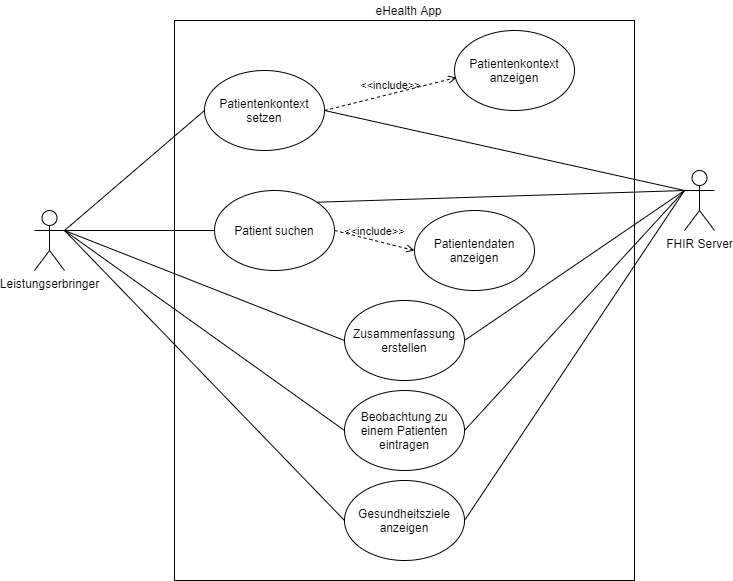 eHealth App
Patientenkontext
anzeigen
<<include>>
Patientenkontext
setzen
Patient suchen
<<include>>
Patientendaten
anzeigen
FHIR Server
Leistungserbringer
Zusammenfassung
erstellen
Beobachtung zu
einem Patienten
eintragen
Gesundheitsziele
anzeigen